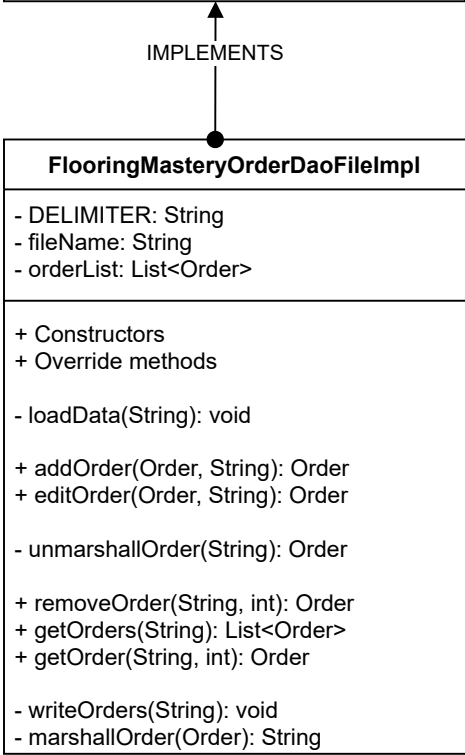 IMPLEMENTS
FlooringMasteryOrderDaoFileImpl
- DELIMITER: String
- fileName: String
- orderList: List<Order>
+ Constructors
+ Override methods
- loadData(String): void
+ addOrder(Order, String): Order
+ editOrder(Order, String): Order
- unmarshallOrder(String): Order
+ removeOrder(String, int): Order
+ getOrders(String): List<Order>
+ getOrder(String, int): Order
- writeOrders(String): void
- marshallOrder(Order): String